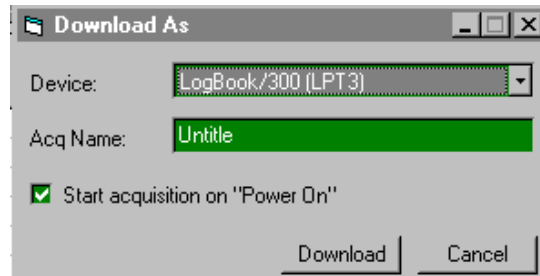 Download As
Device: LogBook/300 (LPT3)
Acq Name: Untitle
Start acquisition on "Power On"
Download Cancel